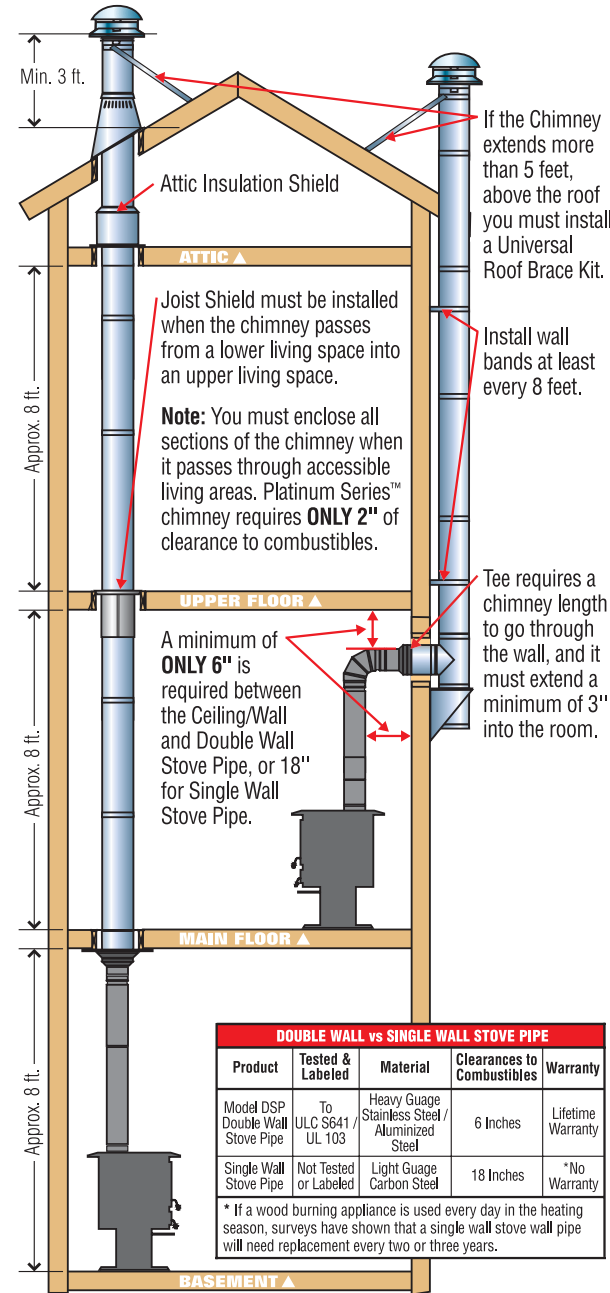 Min. 3 ft.
If the Chimney
extends more
than 5 feet,
above the roof
you must install
a Universal
Roof Brace Kit.
Attic Insulation Shield
ATTIC
Joist Shield must be installed
when the chimney passes
from a lower living space into
an upper living space.
Note: You must enclose all
sections of the chimney when
it passes through accessible
living areas. Platinum Series™
chimney requires ONLY 2" of
clearance to combustibles.
Install wall
bands at least
every 8 feet.
Approx. 8 ft.
UPPER FLOOR
Tee requires a
chimney length
to go through
the wall, and it
must extend a
minimum of 3"
into the room.
A minimum of
ONLY 6" is
required between
the Ceiling/Wall
and Double Wall
Stove Pipe, or 18"
for Single Wall
Stove Pipe.
Approx. 8 ft.
MAIN FLOOR
Approx. 8 ft.
DOUBLE WALL vs SINGLE WALL STOVE PIPE
Product
Tested &
Labeled
Material
Clearances to
Combustibles
Warranty
Model DSP
Double Wall
Stove Pipe
To
ULC S641 /
UL 103
Heavy Guage
Stainless Steel /
Aluminized
Steel
6 Inches
Lifetime
Warranty
Single Wall
Stove Pipe
Not Tested
or Labeled
Light Guage
Carbon Steel
18 Inches
*No
Warranty
* If a wood burning appliance is used every day in the heating
season, surveys have shown that a single wall stove wall pipe
will need replacement every two or three years.
BASEMENT